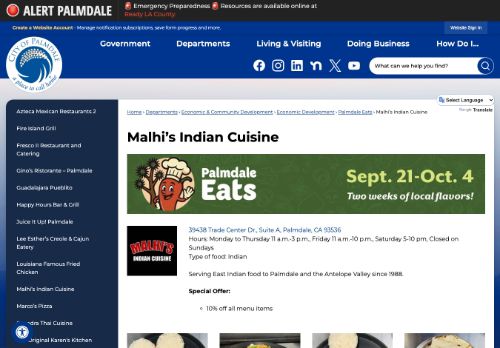 ALERT PALMDALE
🚨 Emergency Preparedness 🚨 Resources are available online at
Ready LA County.
Create a Website Account - Manage notification subscriptions, save form progress and more.
Website Sign In
CITY OF PALMDALE
a place to call home
Government
Departments
Living & Visiting
Doing Business
How Do I...
What can we help you find?
Select Language
Google Translate
Azteca Mexican Restaurants 2
Fire Island Grill
Fresco II Restaurant and
Catering
Gino's Ristorante – Palmdale
Guadalajara Pueblito
Happy Hours Bar & Grill
Juice It Up! Palmdale
Lee Esther's Creole & Cajun
Eatery
Louisiana Famous Fried
Chicken
Malhi's Indian Cuisine
Marco's Pizza
Thai Cuisine
Original Karen's Kitchen
Home › Departments › Economic & Community Development › Economic Development › Palmdale Eats › Malhi's Indian Cuisine
Malhi's Indian Cuisine
Palmdale
Eats
Sept. 21-Oct. 4
Two weeks of local flavors!
MALHI'S
INDIAN CUISINE
39438 Trade Center Dr., Suite A, Palmdale, CA 93536
Hours: Monday to Thursday 11 a.m.-3 p.m., Friday 11 a.m.-10 p.m., Saturday 5-10 pm, Closed on
Sundays
Type of food: Indian
Serving East Indian food to Palmdale and the Antelope Valley since 1988.
Special Offer:
10% off all menu items